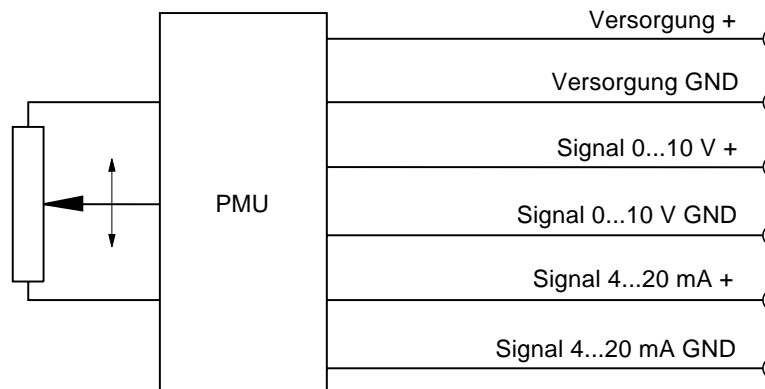 Versorgung +
Versorgung GND
Signal 0...10 V +
PMU
Signal 0...10 V GND
Signal 4...20 mA +
Signal 4...20 mA GND